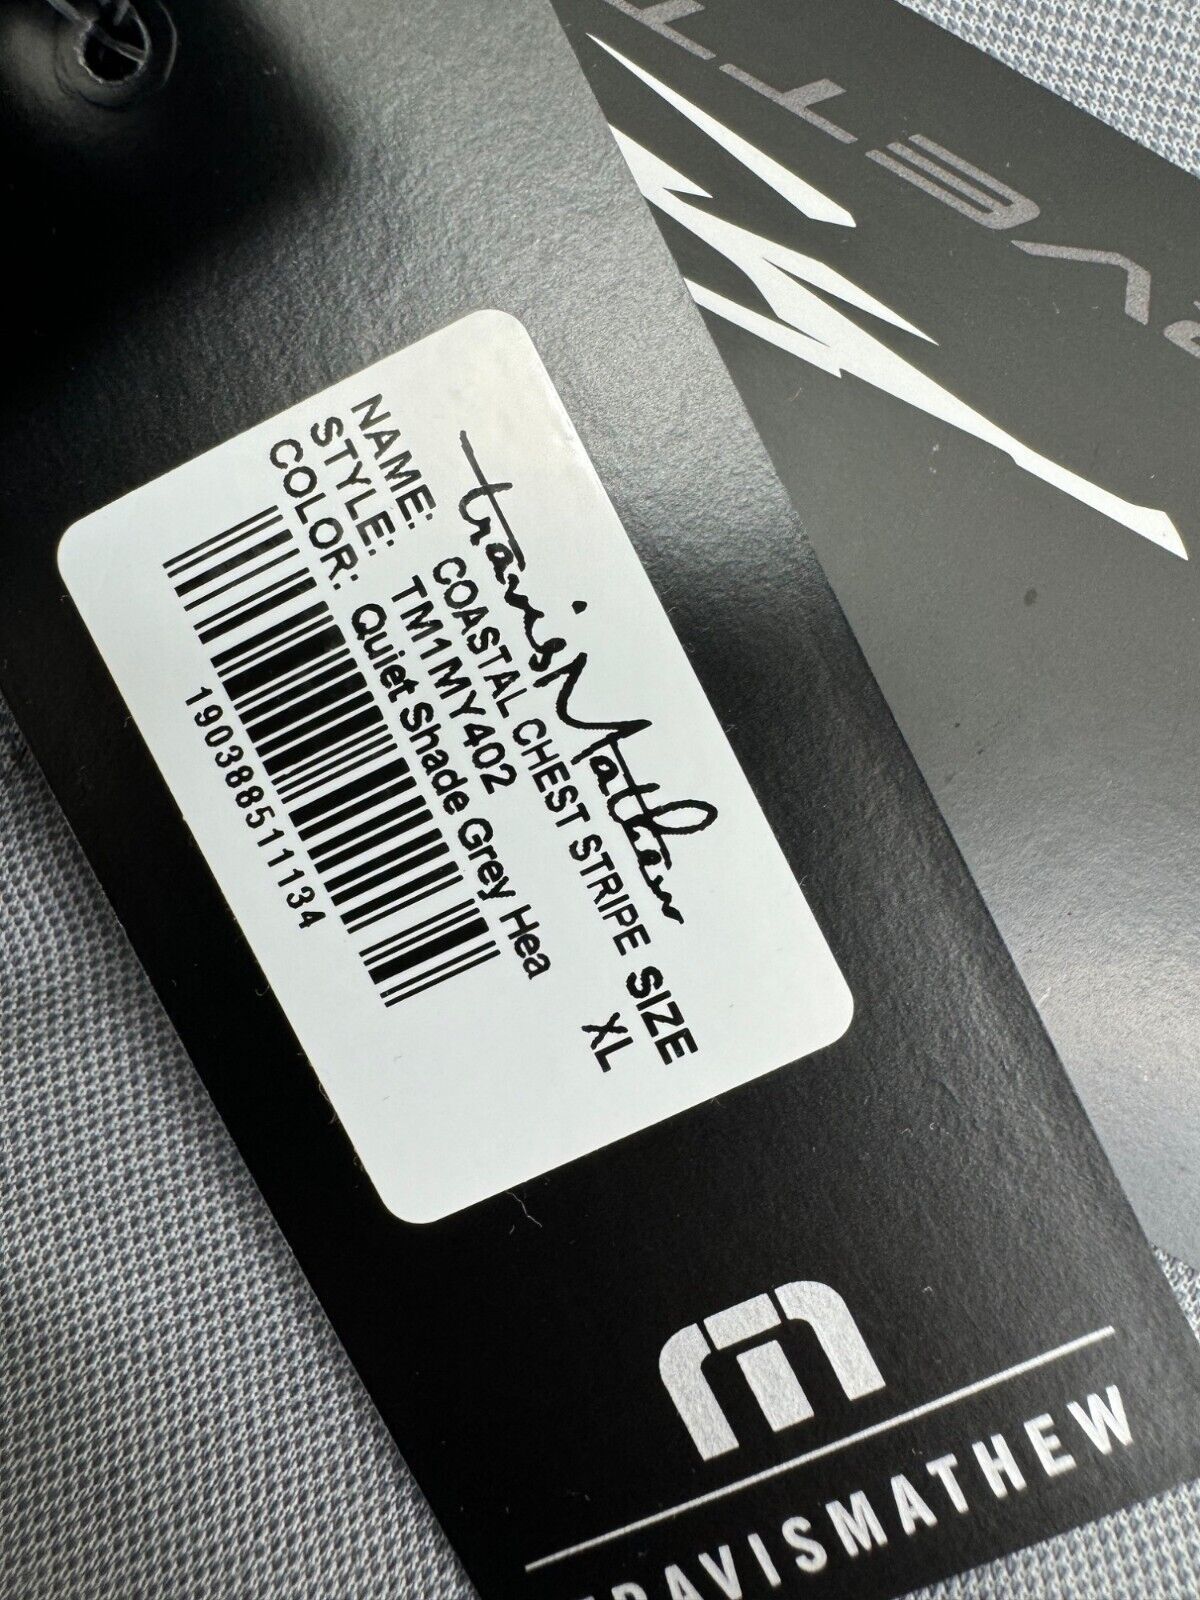 travisMathew
NAME: COASTAL CHEST STRIPE SIZE
STYLE: TM1MY402 XL
COLOR: Quiet Shade Grey Hea
190388511134
TRAVISMATHEW